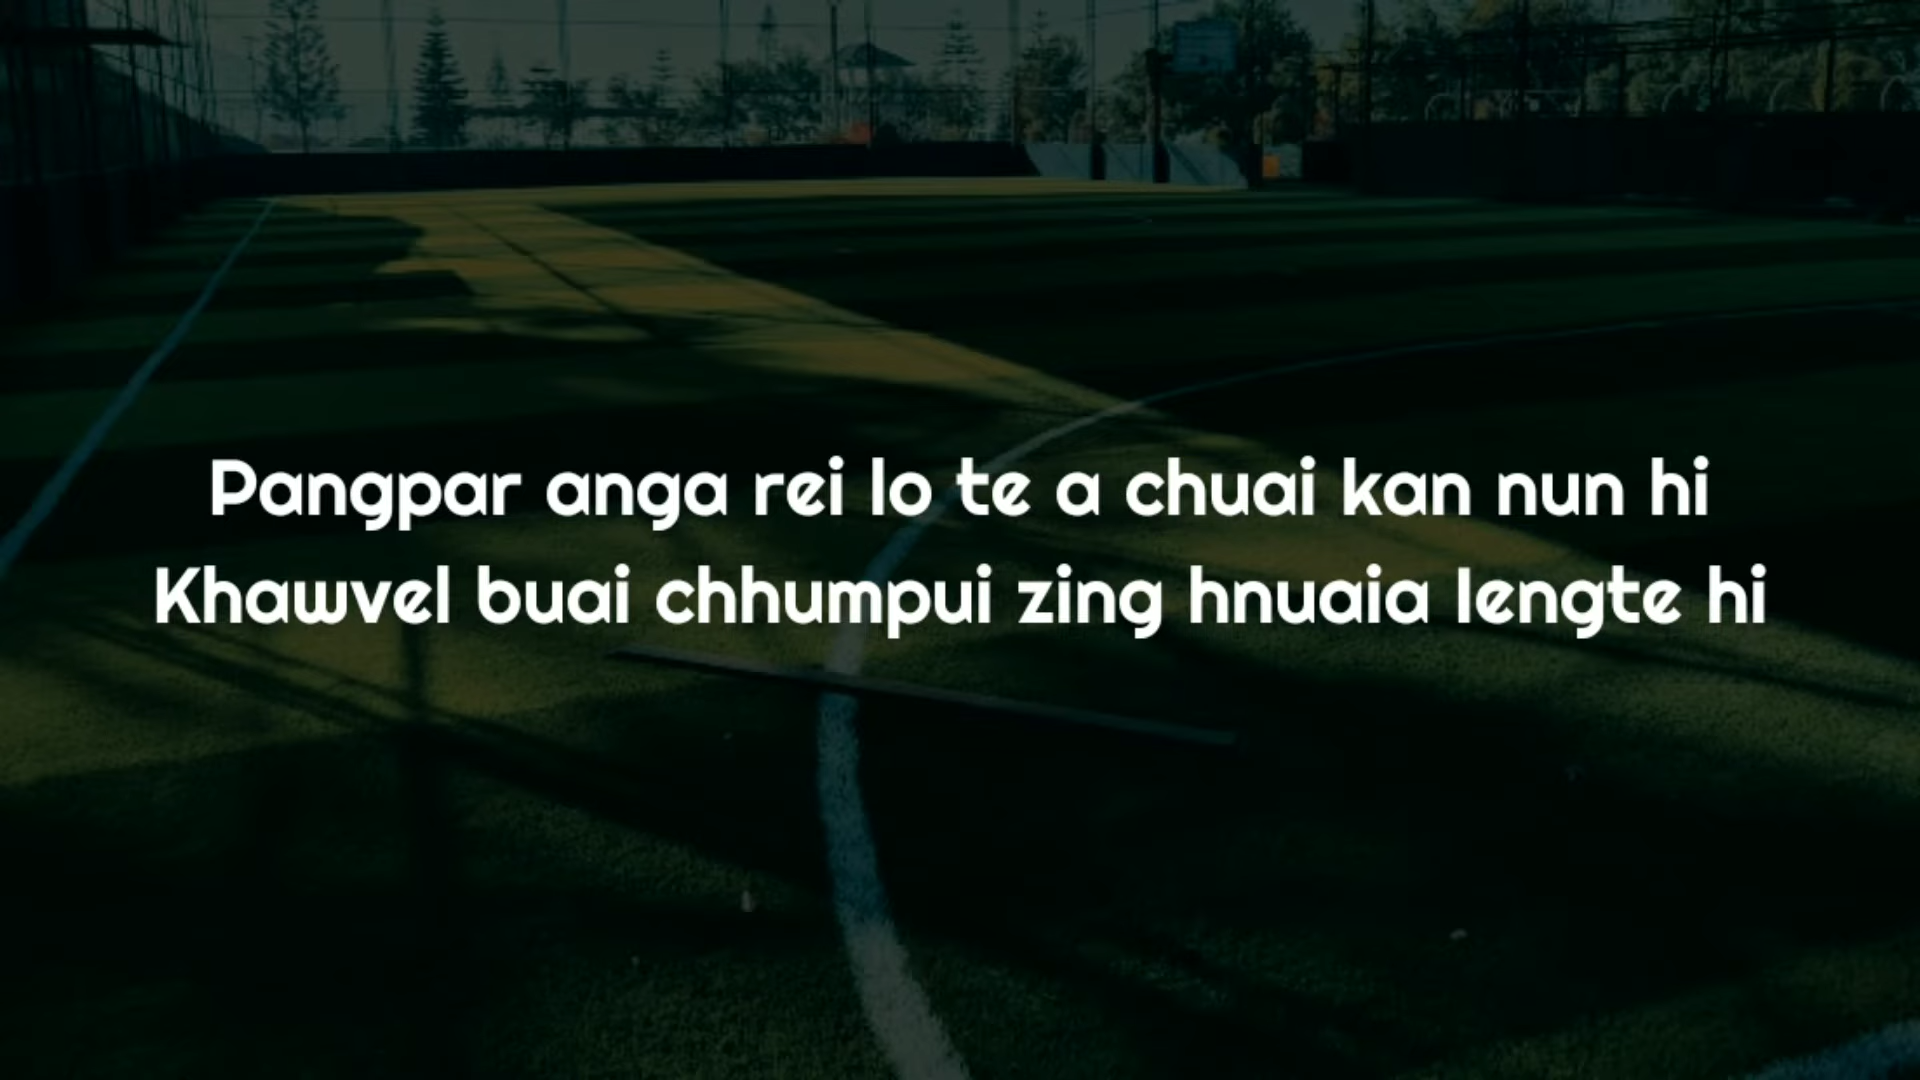 Pangpar anga rei lo te a chuai kan nun hi
Khawvel buai chhumpui zing hnuaia lengte hi